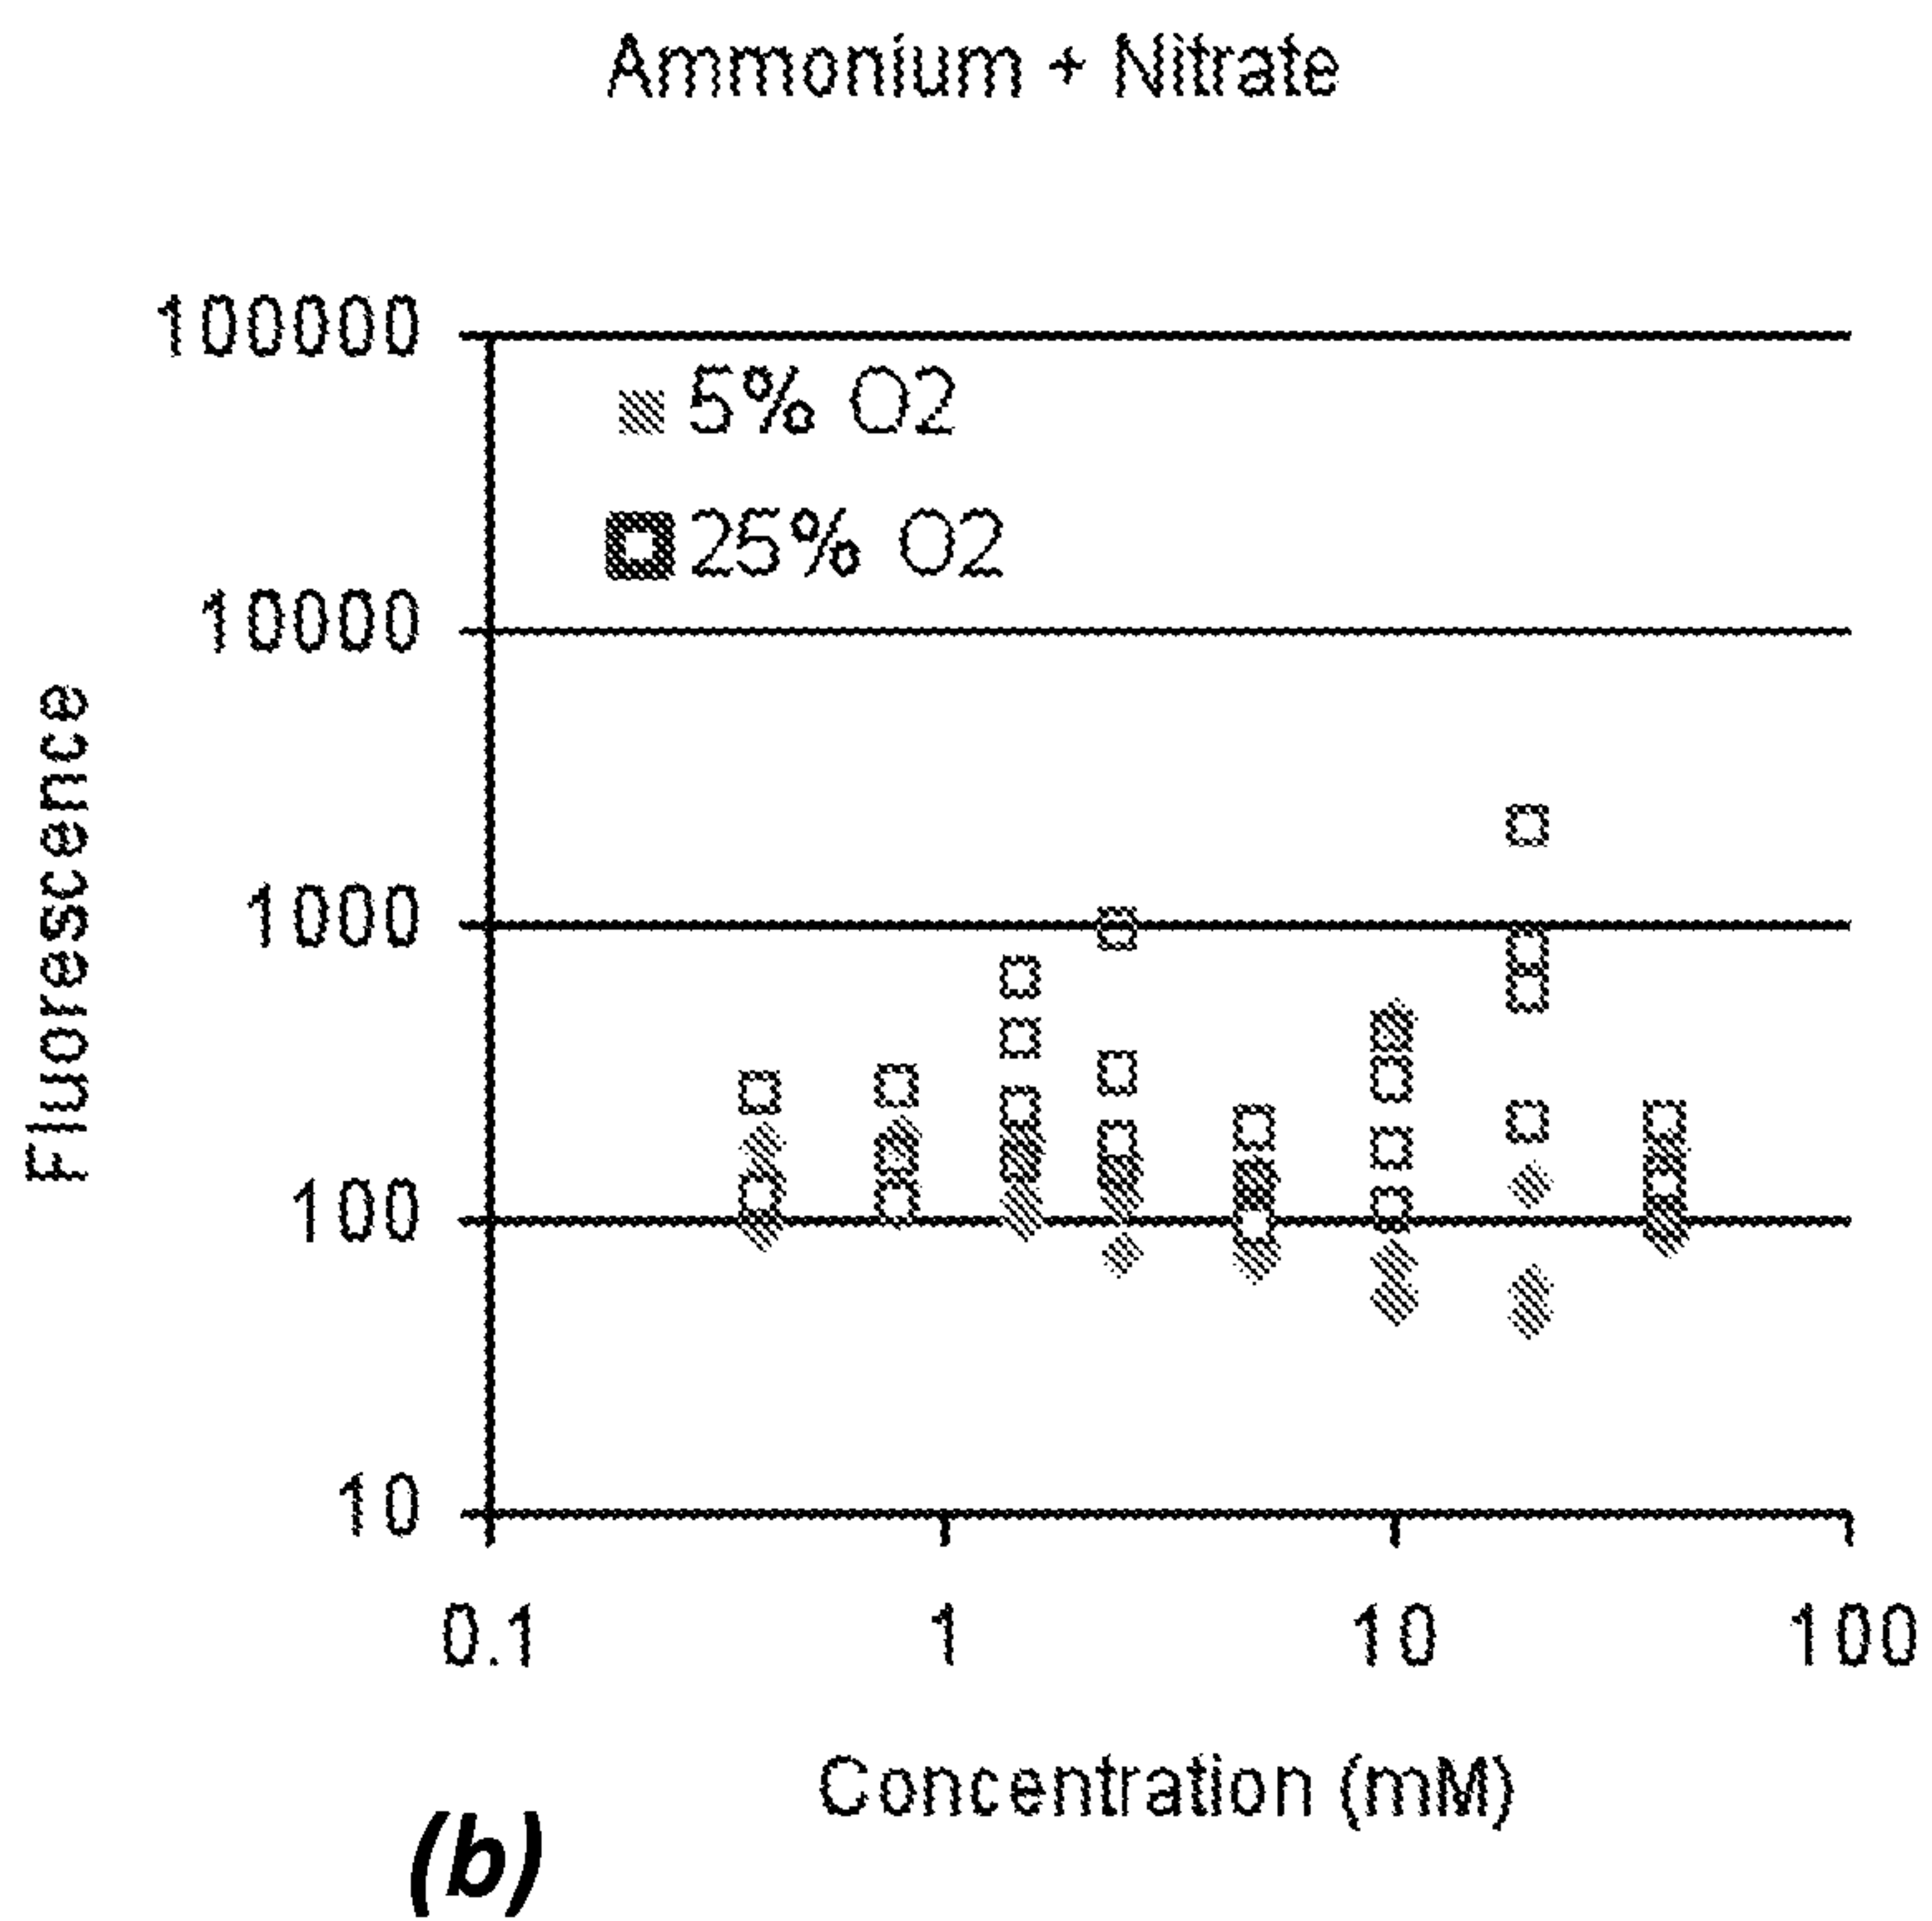 Ammonium + Nitrate
100000
5% O2
25% O2
10000
Fluorescence
1000
100
10
0.1 1 10 100
Concentration (mM)
(b)